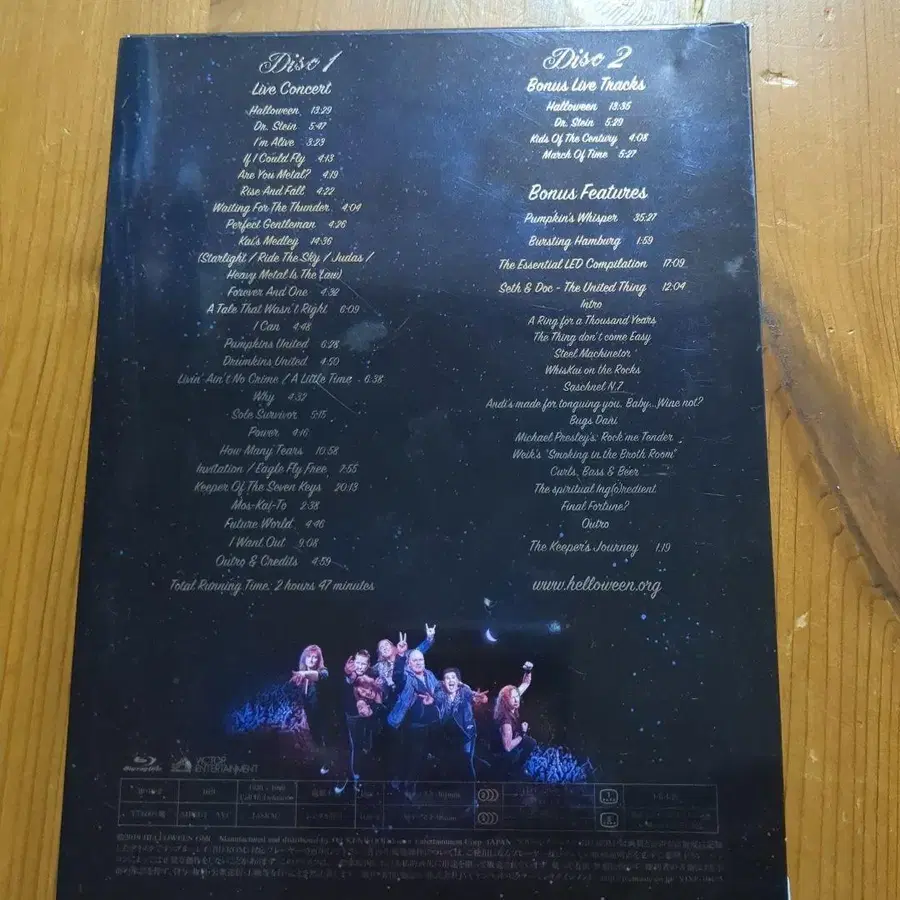 Disc 1
Live Concert
Halloween 13:29
Dr. Stein 5:47
I'm Alive 3:23
If I Could Fly 4:13
Are You Metal? 4:19
Rise And Fall 4:22
Waiting For The Thunder 4:04
Perfect Gentleman 4:26
Kai's Medley 14:36
(Starlight / Ride The Sky / Judas /
Heavy Metal Is The Law)
Forever And One 4:32
A Tale That Wasn't Right 6:09
I Can 4:48
Pumpkins United 6:28
Drumkins United 4:50
Livin' Ain't No Crime / A Little Time 6:38
Why 4:32
Sole Survivor 5:15
Power 4:16
How Many Tears 10:58
Invitation / Eagle Fly Free 7:55
Keeper Of The Seven Keys 20:13
Mos-Kai-To 2:38
Future World 4:46
I Want Out 9:08
Outro & Credits 4:59
Total Running Time: 2 hours 47 minutes
Disc 2
Bonus Live Tracks
Halloween 13:35
Dr. Stein 5:29
Kids Of The Century 4:08
March Of Time 5:27
Bonus Features
Pumpkin's Whisper 35:27
Bursting Hamburg 1:59
The Essential LED Compilation 17:09
Seth & Doc - The United Thing 12:04
Intro
A Ring for a Thousand Years
The Thing don't come Easy
Steel Machinetor
WhisKai on the Rocks
Saschnel N.7
Andi's made for tonguing you, Baby...Wine not?
Bugs Dani
Michael Presley's: Rock me Tender
Weik's "Smoking in the Broth Room"
Curls, Bass & Beer
The spiritual Ing(o)redient
Final Fortune?
Outro
The Keeper's Journey 1:19
www.helloween.org
Blu-ray Disc
VICTOR
ENTERTAINMENT